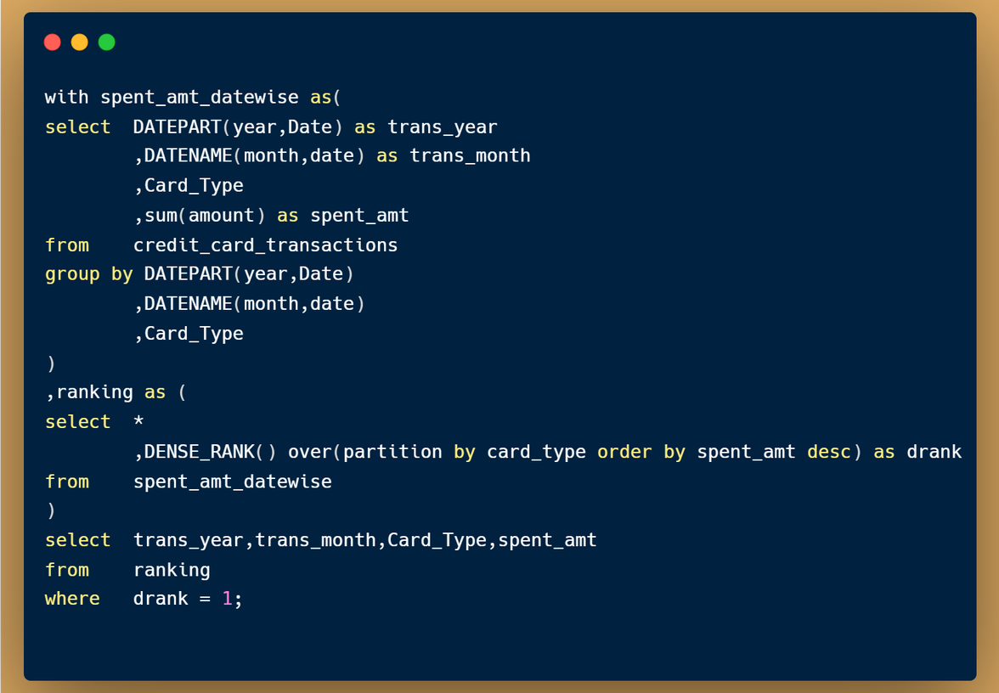 with spent_amt_datewise as(
select  DATEPART(year,Date) as trans_year
        ,DATENAME(month,date) as trans_month
        ,Card_Type
        ,sum(amount) as spent_amt
from    credit_card_transactions
group by DATEPART(year,Date)
        ,DATENAME(month,date)
        ,Card_Type
)
,ranking as (
select  *
        ,DENSE_RANK() over(partition by card_type order by spent_amt desc) as drank
from    spent_amt_datewise
)
select  trans_year,trans_month,Card_Type,spent_amt
from    ranking
where   drank = 1;